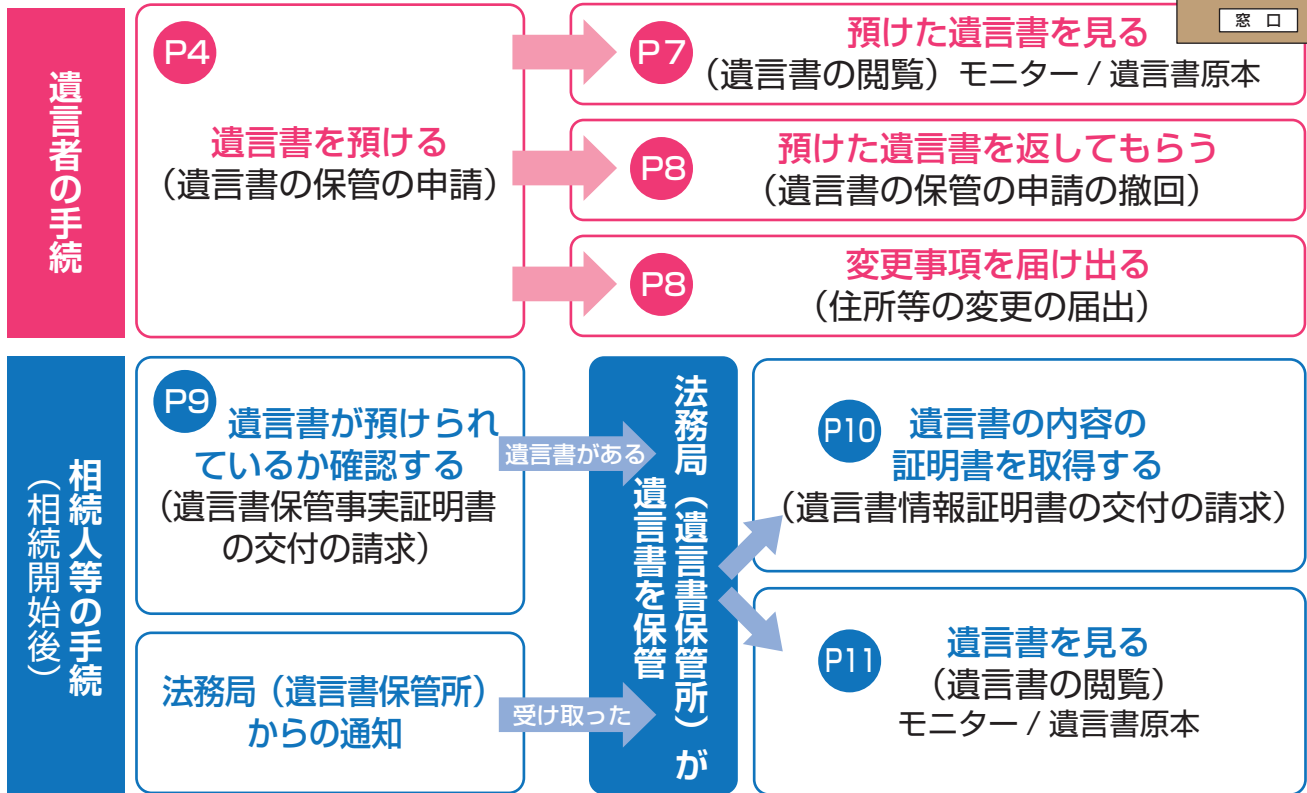 窓 口
遺言者の手続
P4
遺言書を預ける
（遺言書の保管の申請）
P7
預けた遺言書を見る
（遺言書の閲覧）モニター / 遺言書原本
P8
預けた遺言書を返してもらう
（遺言書の保管の申請の撤回）
P8
変更事項を届け出る
（住所等の変更の届出）
相続人等の手続
（相続開始後）
P9
遺言書が預けられ
ているか確認する
（遺言書保管事実証明書
の交付の請求）
遺言書がある
法務局（遺言書保管所）からの通知
受け取った
法務局（遺言書保管所）が
遺言書を保管
P10
遺言書の内容の
証明書を取得する
（遺言書情報証明書の交付の請求）
P11
遺言書を見る
（遺言書の閲覧）
モニター / 遺言書原本